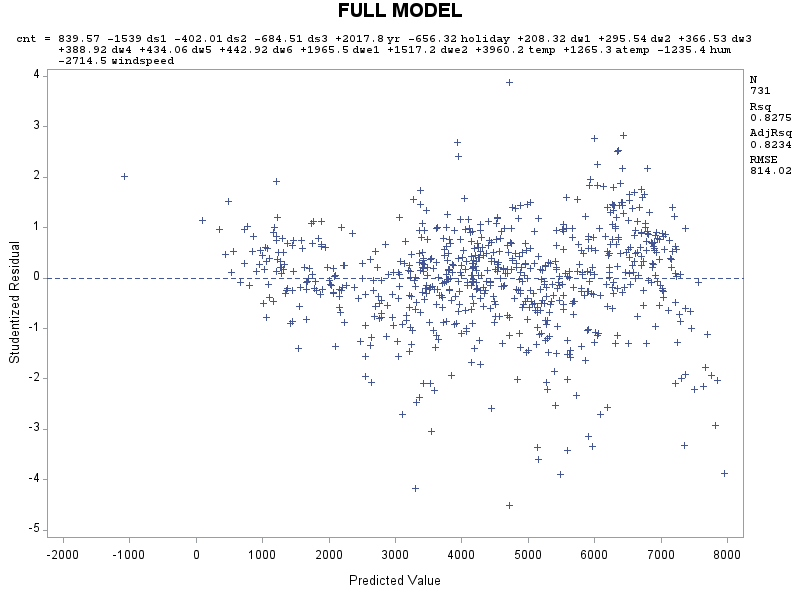 FULL MODEL
cnt = 839.57 -1539 ds1 -402.01 ds2 -684.51 ds3 +2017.8 yr -656.32 holiday +208.32 dw1 +295.54 dw2 +366.53 dw3
+388.92 dw4 +434.06 dw5 +442.92 dw6 +1965.5 dwe1 +1517.2 dwe2 +3960.2 temp +1265.3 atemp -1235.4 hum
-2714.5 windspeed
N
731
Rsq
0.8275
AdjRsq
0.8234
RMSE
814.02
Studentized Residual
4
3
2
1
0
-1
-2
-3
-4
-5
-2000 -1000 0 1000 2000 3000 4000 5000 6000 7000 8000
Predicted Value